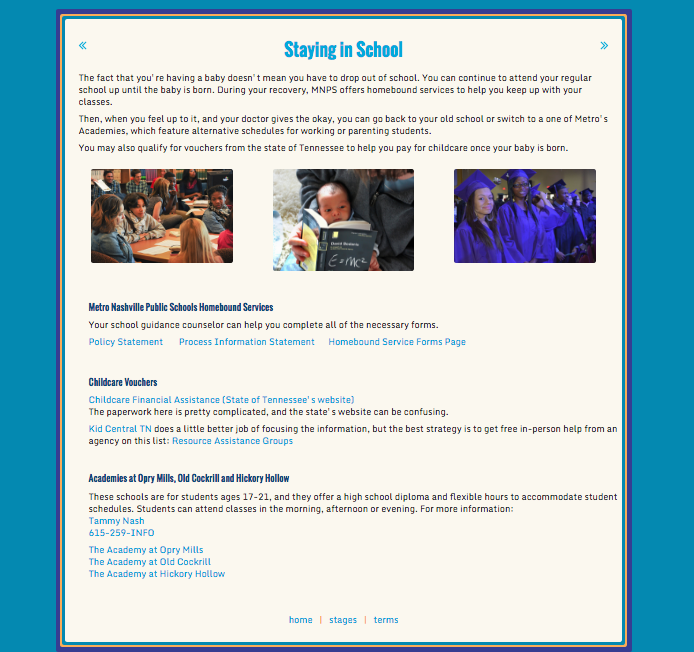 «
Staying in School
»
The fact that you're having a baby doesn't mean you have to drop out of school. You can continue to attend your regular
school up until the baby is born. During your recovery, MNPS offers homebound services to help you keep up with your
classes.
Then, when you feel up to it, and your doctor gives the okay, you can go back to your old school or switch to a one of Metro's
Academies, which feature alternative schedules for working or parenting students.
You may also qualify for vouchers from the state of Tennessee to help you pay for childcare once your baby is born.
E=mc²
Metro Nashville Public Schools Homebound Services
Your school guidance counselor can help you complete all of the necessary forms.
Policy Statement Process Information Statement Homebound Service Forms Page
Childcare Vouchers
Childcare Financial Assistance (State of Tennessee's website)
The paperwork here is pretty complicated, and the state's website can be confusing.
Kid Central TN does a little better job of focusing the information, but the best strategy is to get free in-person help from an
agency on this list: Resource Assistance Groups
Academies at Opry Mills, Old Cockrill and Hickory Hollow
These schools are for students ages 17-21, and they offer a high school diploma and flexible hours to accommodate student
schedules. Students can attend classes in the morning, afternoon or evening. For more information:
Tammy Nash
615-259-INFO
The Academy at Opry Mills
The Academy at Old Cockrill
The Academy at Hickory Hollow
home | stages | terms